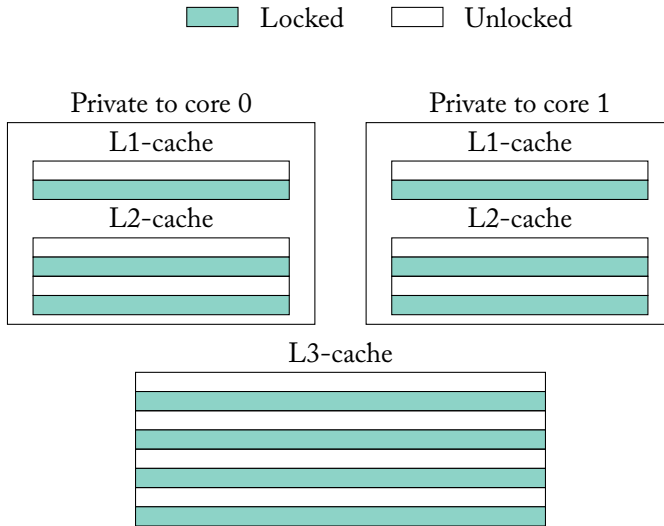 Locked Unlocked
Private to core 0 Private to core 1
L1-cache L1-cache
L2-cache L2-cache
L3-cache